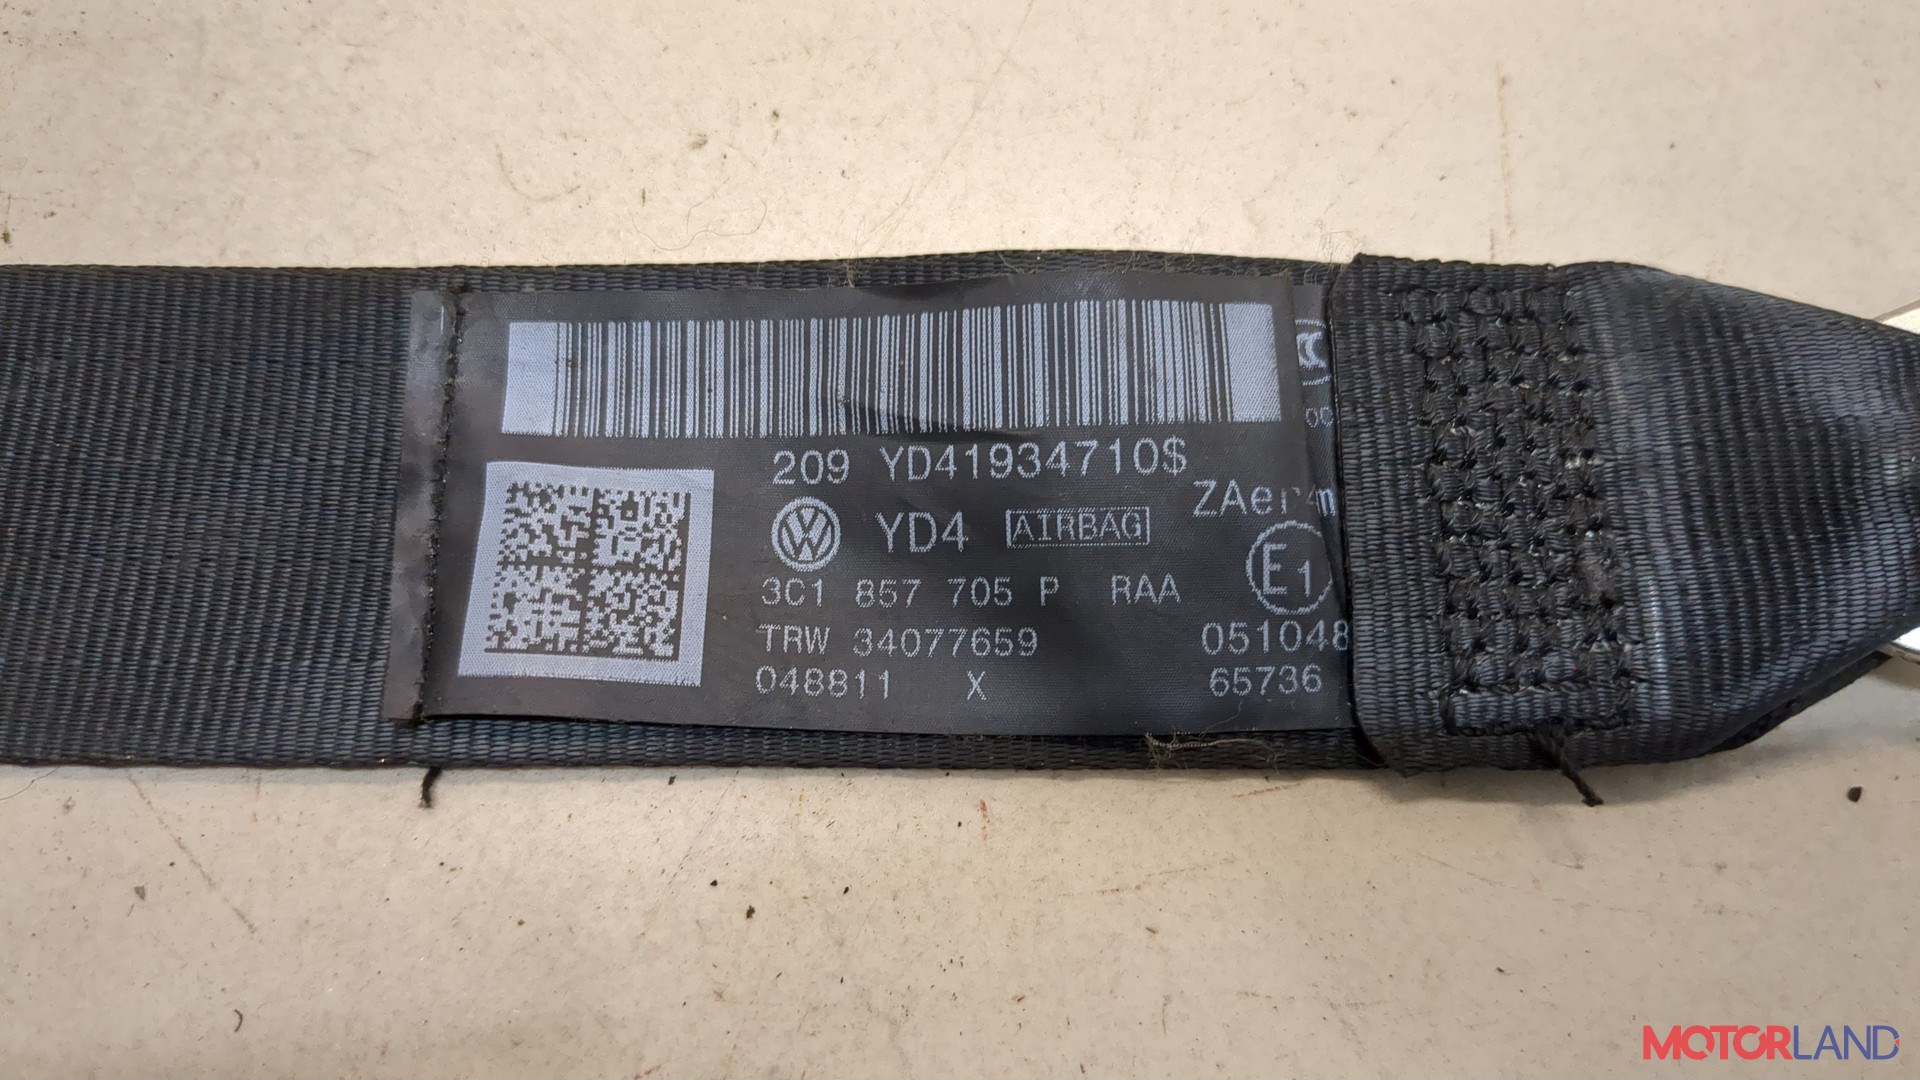 209 YD41934710$
YD4 AIRBAG ZAer4m
3C1 857 705 P RAA E1
TRW 34077659 051048
048811 X 65736
MOTORLAND